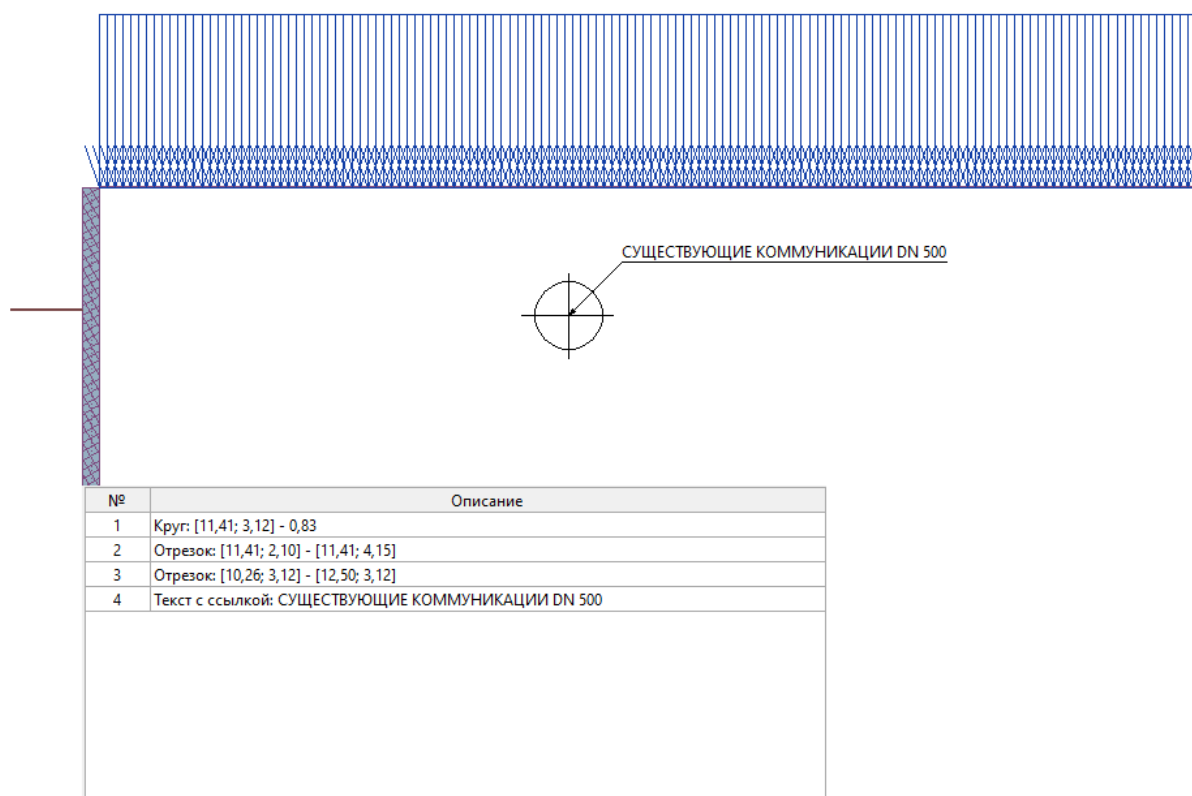 СУЩЕСТВУЮЩИЕ КОММУНИКАЦИИ DN 500
№ Описание
1 Круг: [11,41; 3,12] - 0,83
2 Отрезок: [11,41; 2,10] - [11,41; 4,15]
3 Отрезок: [10,26; 3,12] - [12,50; 3,12]
4 Текст с ссылкой: СУЩЕСТВУЮЩИЕ КОММУНИКАЦИИ DN 500